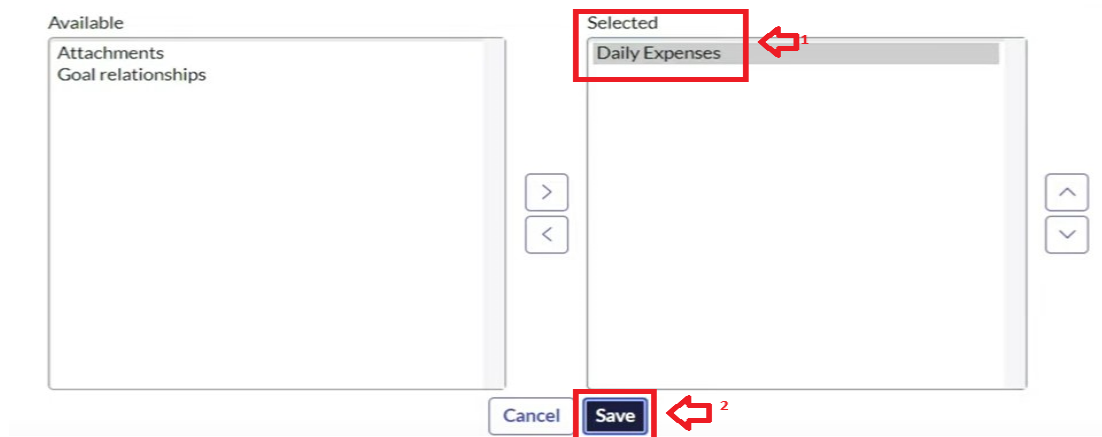 Available
Attachments
Goal relationships
Selected
Daily Expenses
1
>
<
Cancel
Save
2